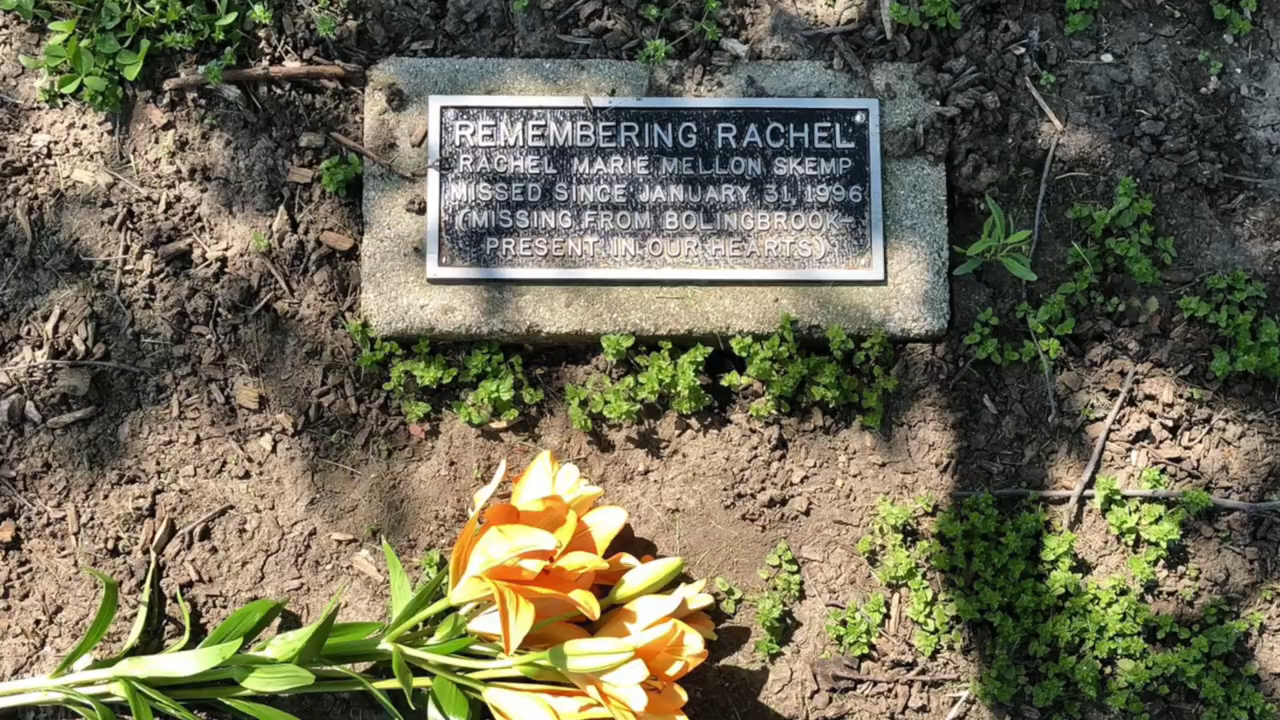 REMEMBERING RACHEL
RACHEL MARIE MELLON SKEMP
MISSED SINCE JANUARY 31, 1996
(MISSING FROM BOLINGBROOK-
PRESENT IN OUR HEARTS)